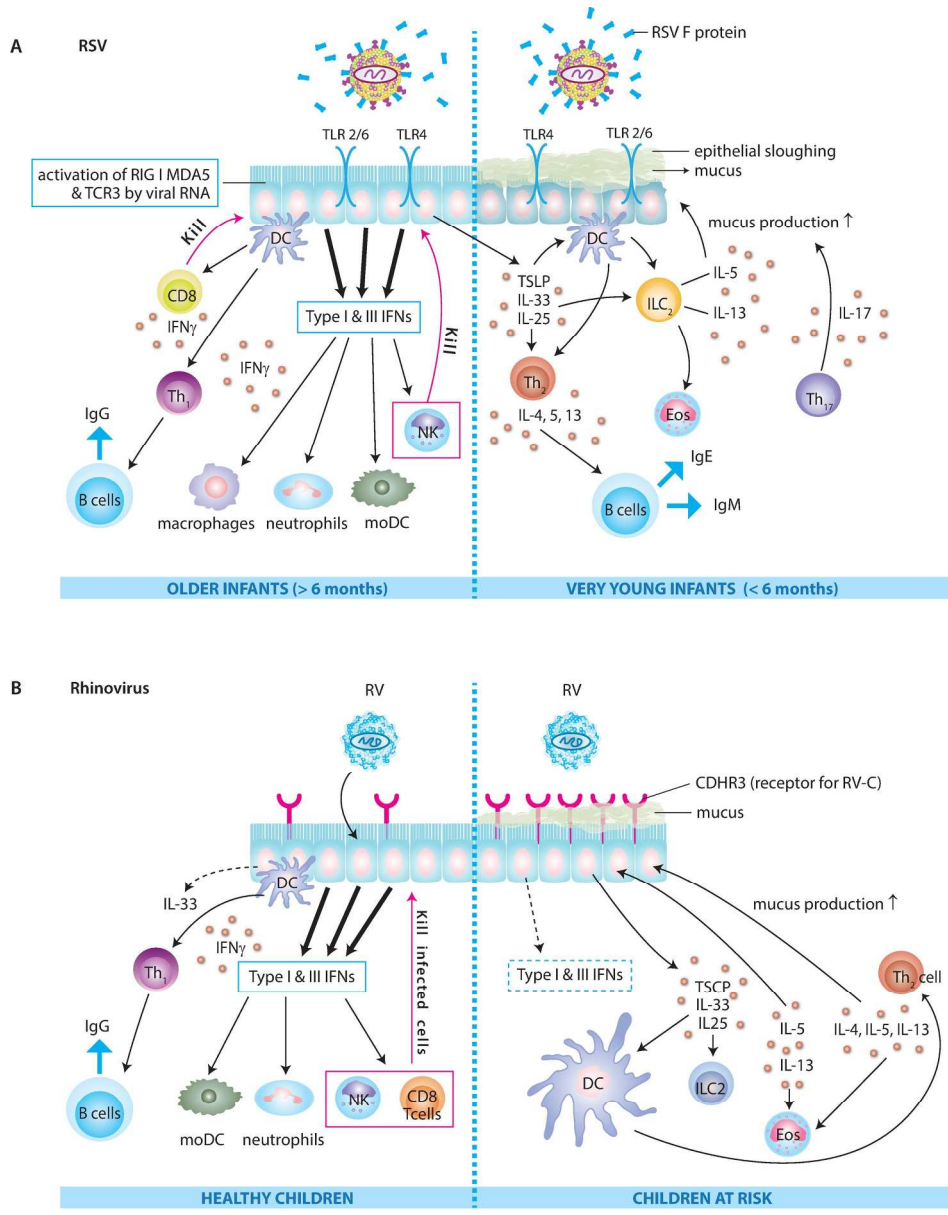 A
RSV
RSV F protein
TLR 2/6
TLR4
TLR4
TLR 2/6
epithelial sloughing
mucus
activation of RIG I MDA5
& TCR3 by viral RNA
mucus production ↑
Kill
DC
DC
CD8
IFNγ
Type I & III IFNs
Kill
TSLP
IL-33
IL-25
ILC2
IL-5
IL-13
IL-17
IFNγ
Th1
Th2
Th17
IgG
NK
IL-4, 5, 13
Eos
IgE
B cells
macrophages
neutrophils
moDC
B cells
IgM
OLDER INFANTS (> 6 months)
VERY YOUNG INFANTS (< 6 months)
B
Rhinovirus
RV
RV
CDHR3 (receptor for RV-C)
mucus
DC
IL-33
IFNγ
Th1
Type I & III IFNs
Kill infected cells
Type I & III IFNs
mucus production ↑
Th2 cell
TSCP
IL-33
IL25
IL-5
IL-13
IL-4, IL-5, IL-13
IgG
B cells
moDC
neutrophils
NK
CD8
Tcells
DC
ILC2
Eos
HEALTHY CHILDREN
CHILDREN AT RISK